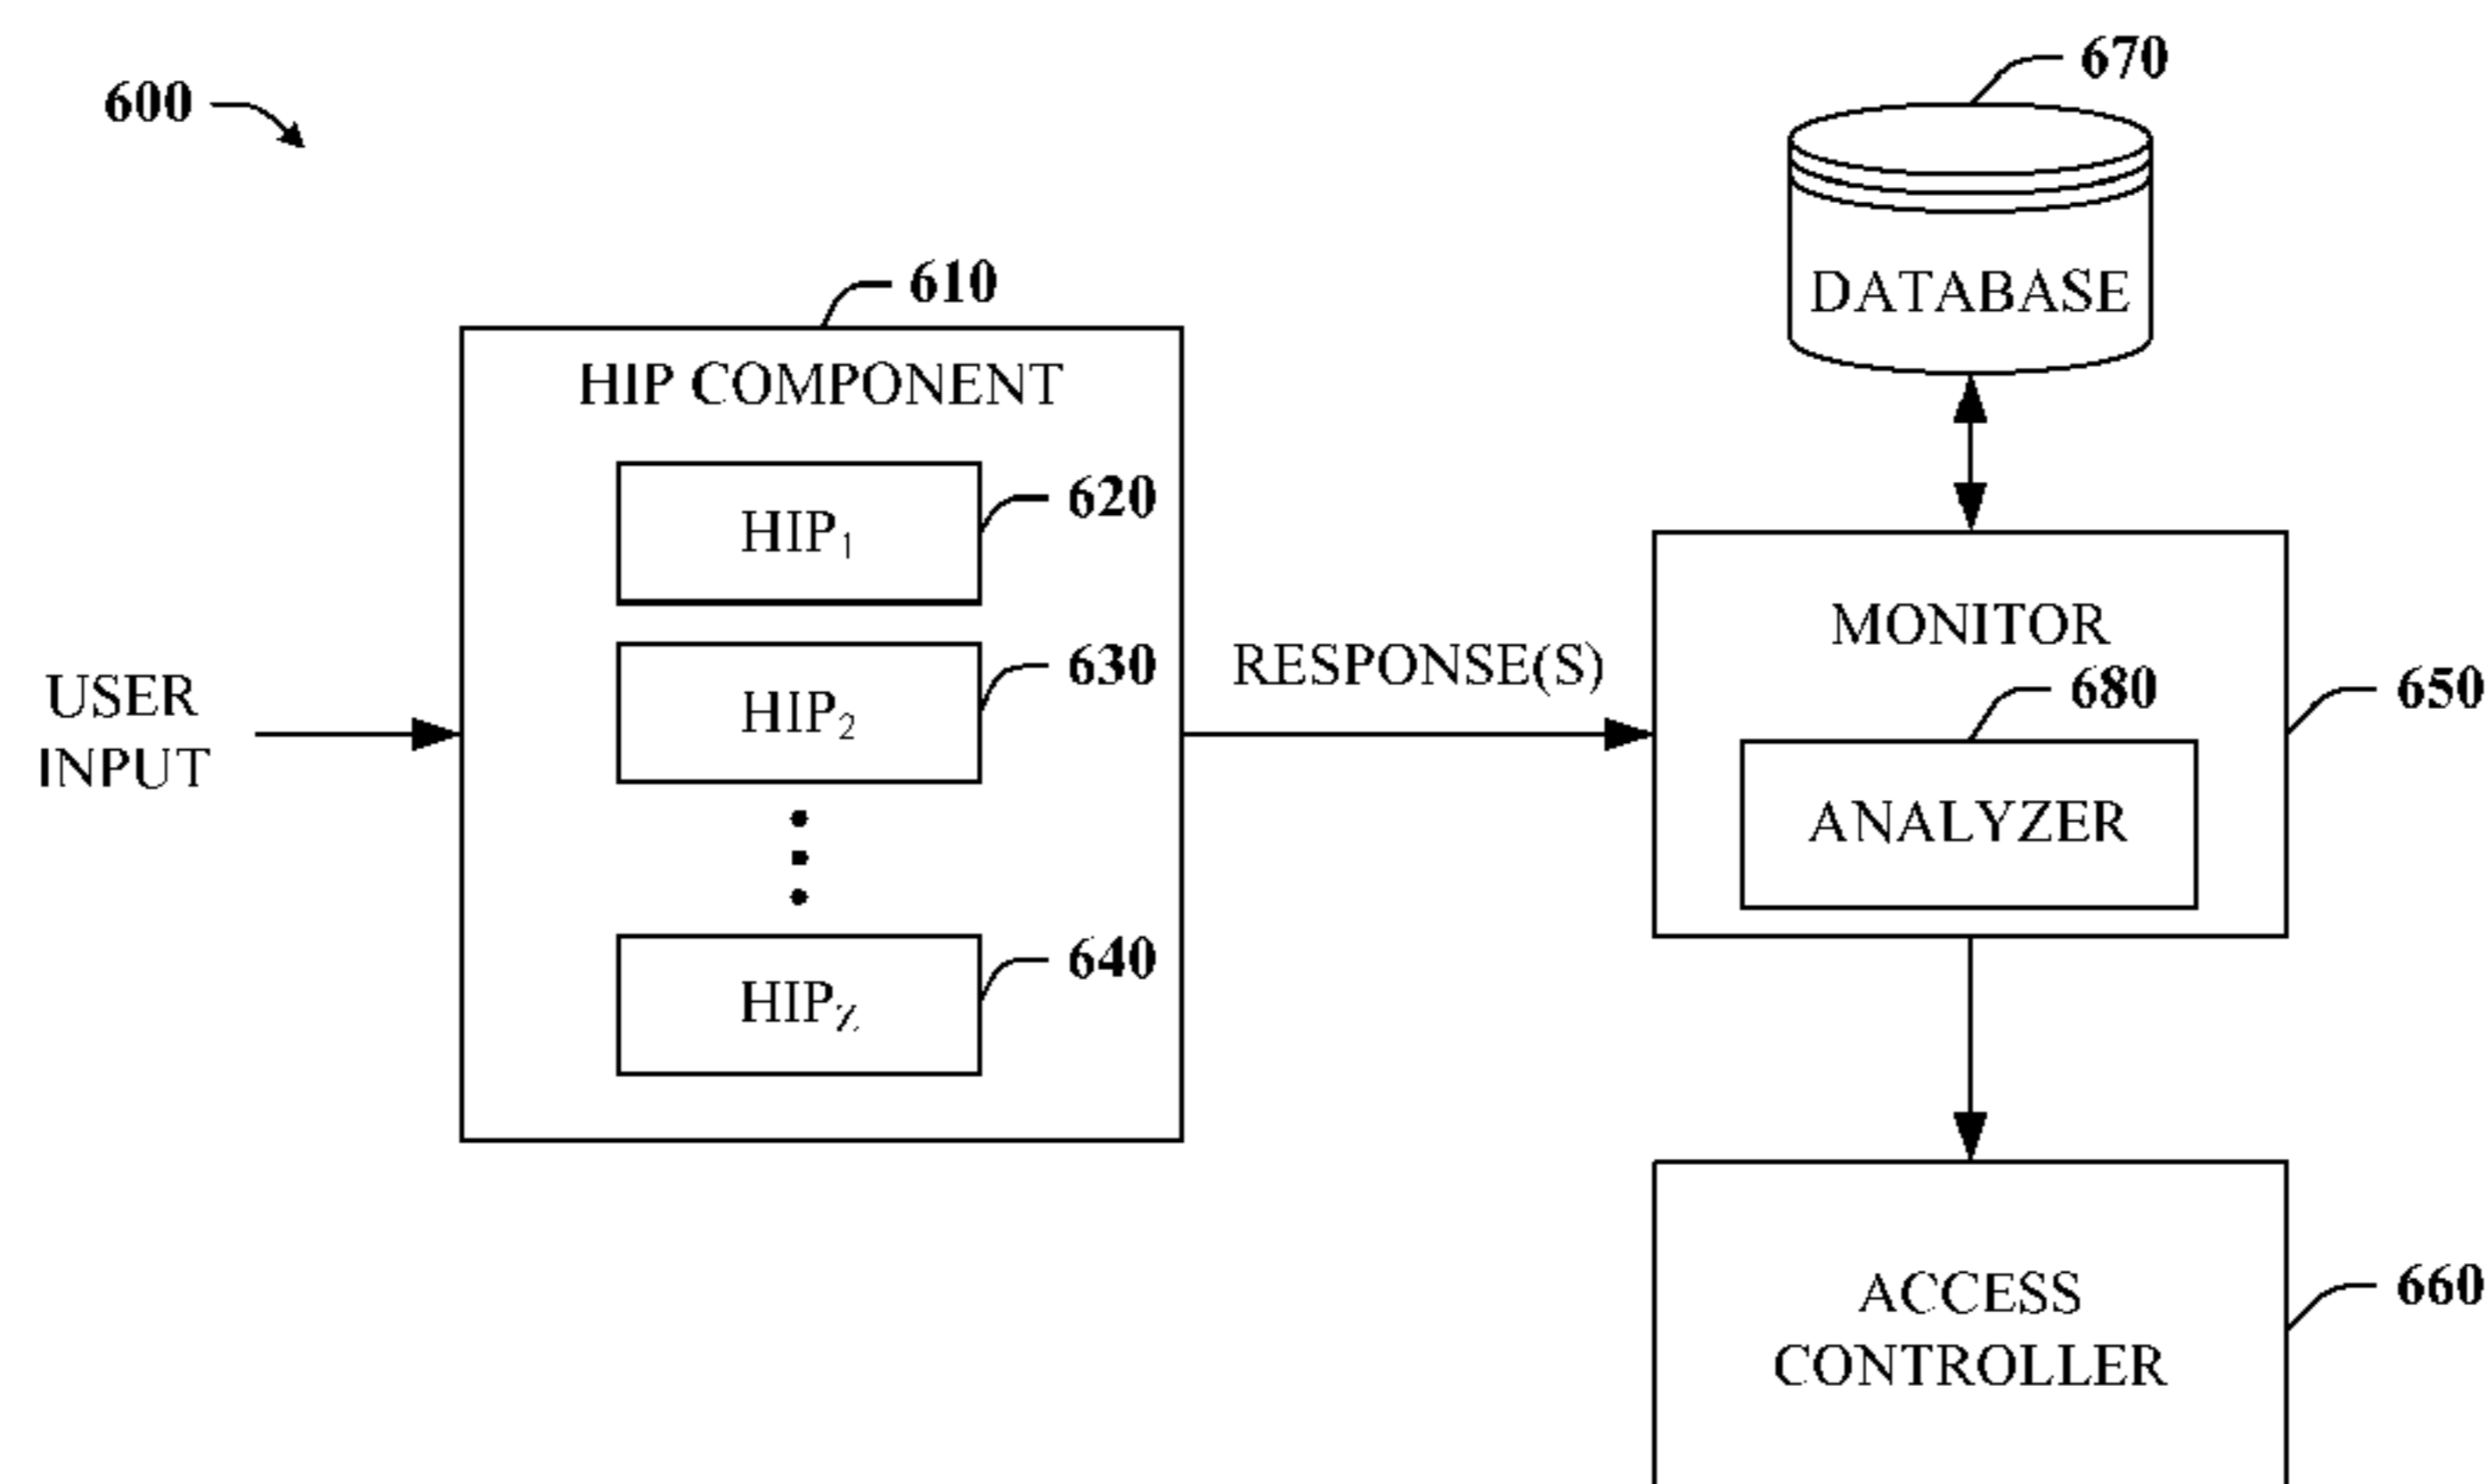 600
670
DATABASE
610
HIP COMPONENT
HIP₁
620
HIP₂
630
HIP_Z
640
USER
INPUT
RESPONSE(S)
MONITOR
680
650
ANALYZER
ACCESS
CONTROLLER
660